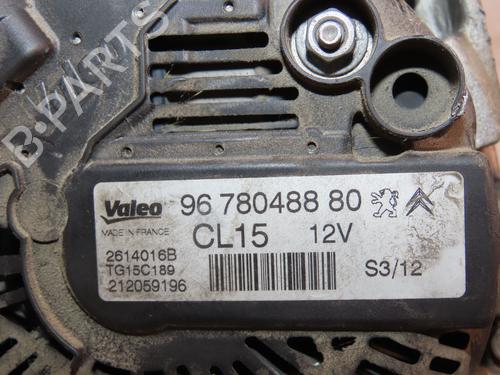 B-PARTS
Valeo
MADE IN FRANCE
96 780488 80
CL15 12V
2614016B
TG15C189
212059196
S3/12